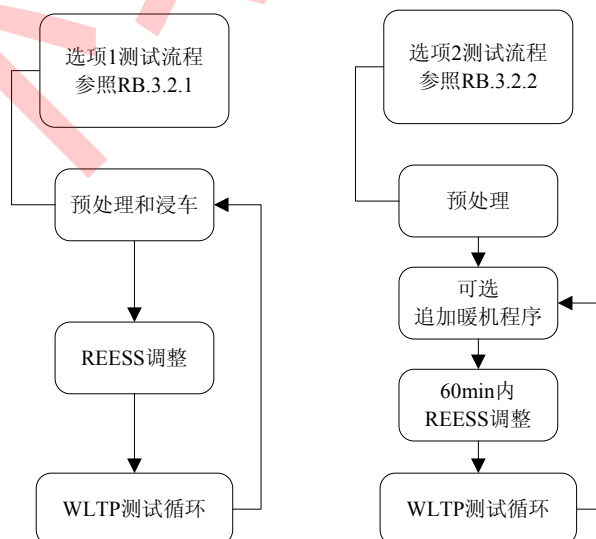 选项1测试流程
参照RB.3.2.1
预处理和浸车
REESS调整
WLTP测试循环
选项2测试流程
参照RB.3.2.2
预处理
可选
追加暖机程序
60min内
REESS调整
WLTP测试循环